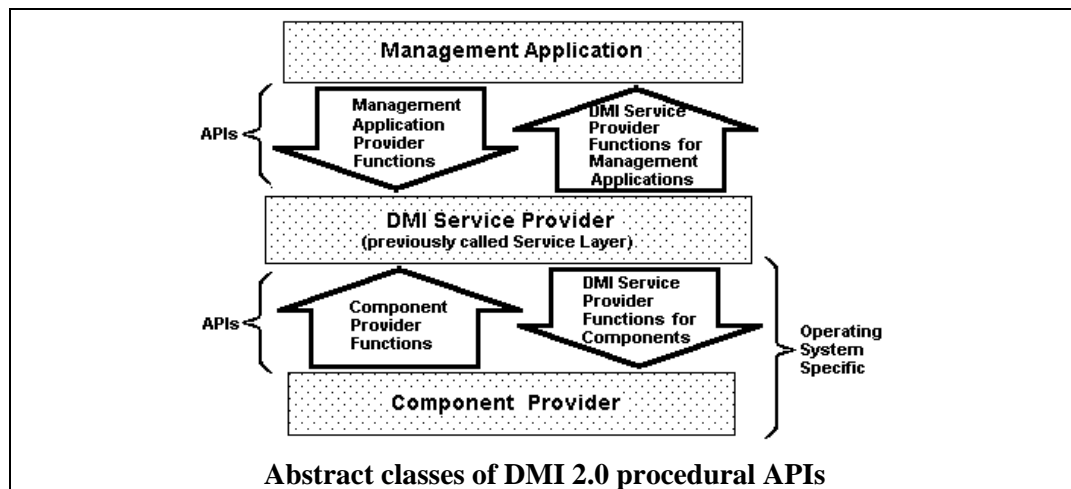 Management Application
APIs
Management
Application
Provider
Functions
DMI Service
Provider
Functions for
Management
Applications
DMI Service Provider
(previously called Service Layer)
APIs
Component
Provider
Functions
DMI Service
Provider
Functions for
Components
Operating
System
Specific
Component Provider
Abstract classes of DMI 2.0 procedural APIs